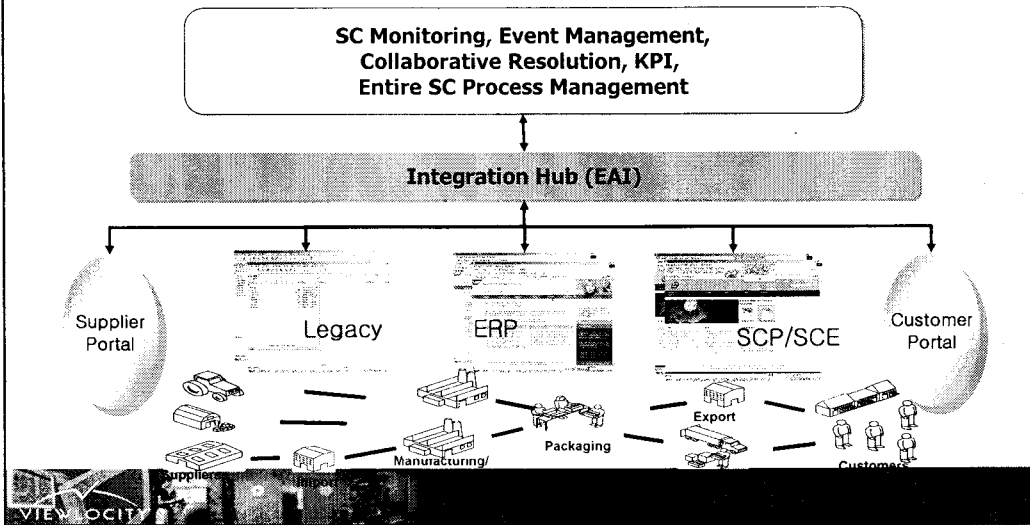 SC Monitoring, Event Management,
Collaborative Resolution, KPI,
Entire SC Process Management
Integration Hub (EAI)
Supplier
Portal
Legacy
ERP
SCP/SCE
Customer
Portal
Export
Packaging
Manufacturing/
Suppliers
Import
Customers
VIEWLOCITY